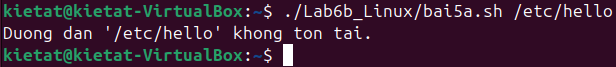 kietat@kietat-VirtualBox:~$ ./Lab6b_Linux/bai5a.sh /etc/hello
Duong dan '/etc/hello' khong ton tai.
kietat@kietat-VirtualBox:~$